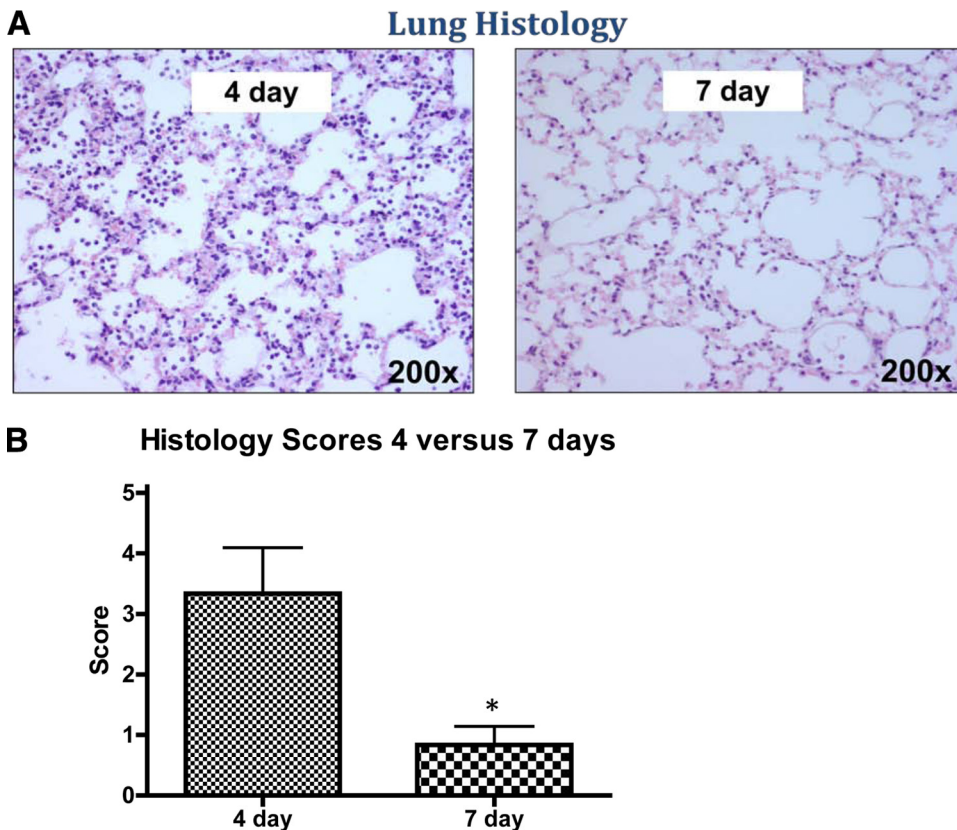 A
Lung Histology
4 day
7 day
200x
200x
B
Histology Scores 4 versus 7 days
5
4
3
2
1
0
Score
*
4 day
7 day